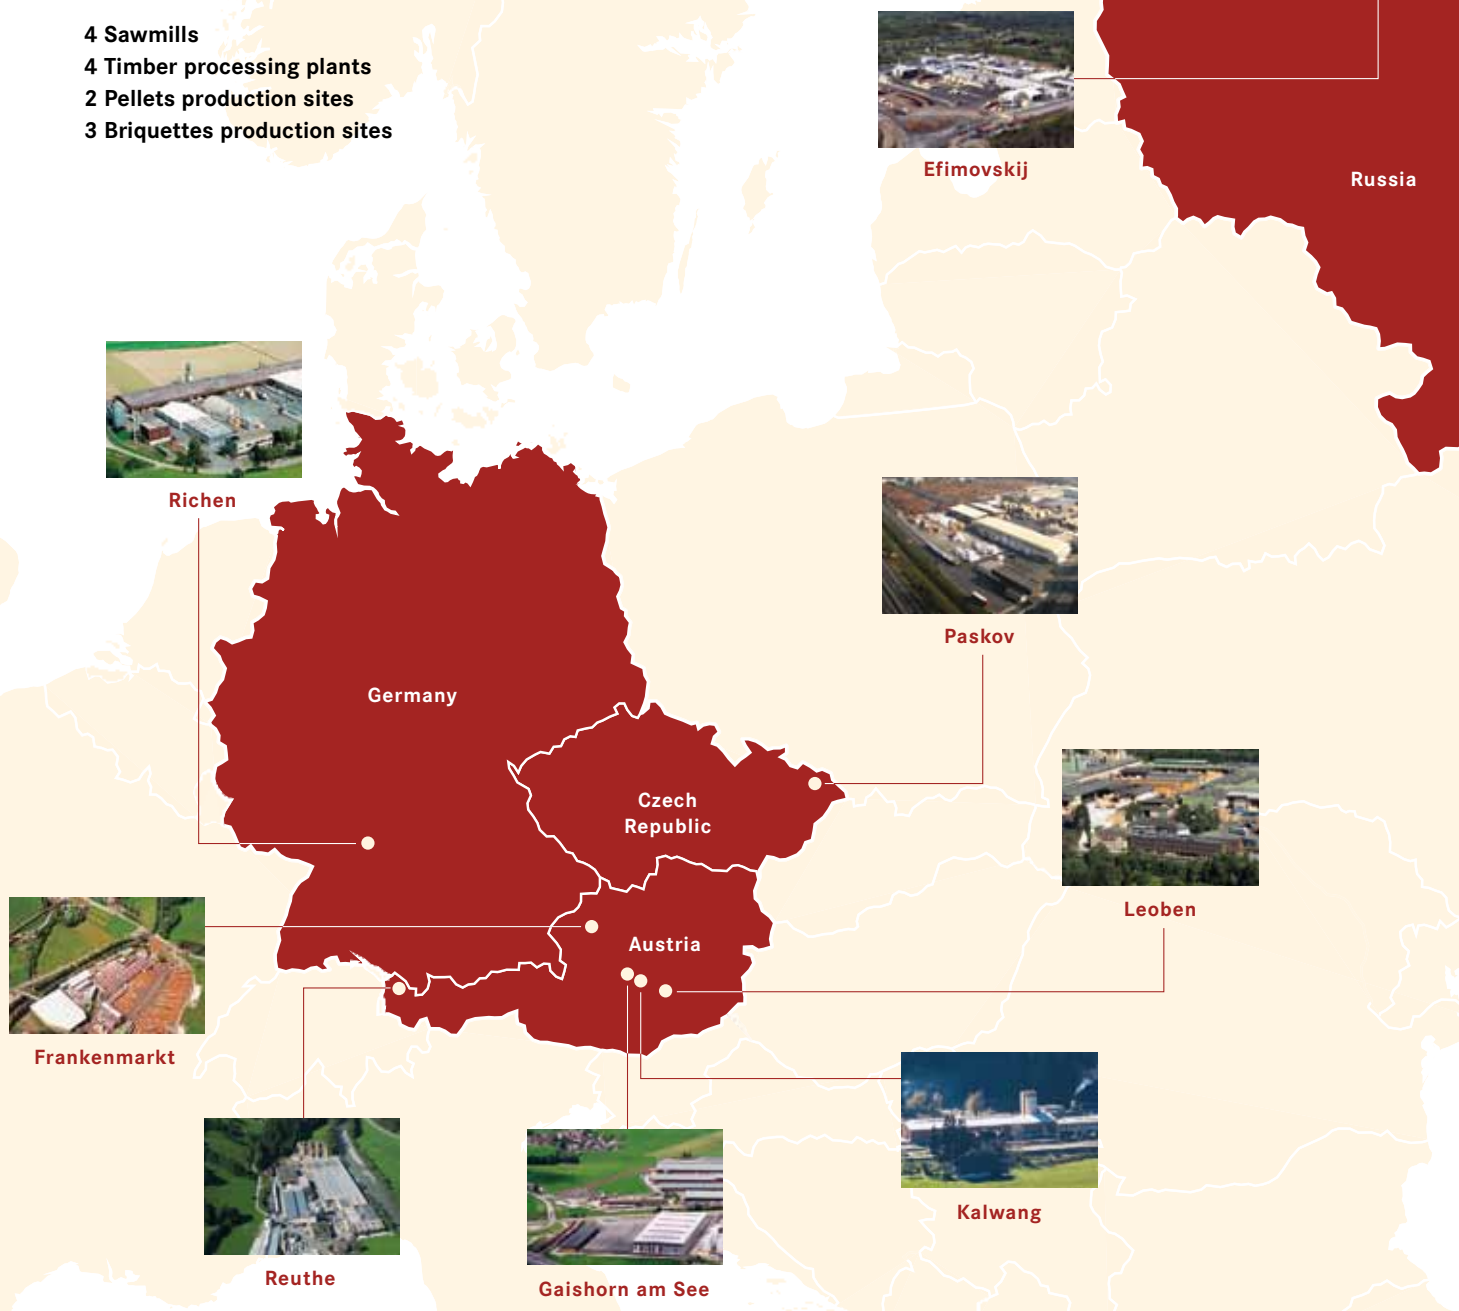 4 Sawmills
4 Timber processing plants
2 Pellets production sites
3 Briquettes production sites
Efimovskij
Russia
Richen
Paskov
Germany
Czech
Republic
Leoben
Austria
Frankenmarkt
Kalwang
Reuthe
Gaishorn am See